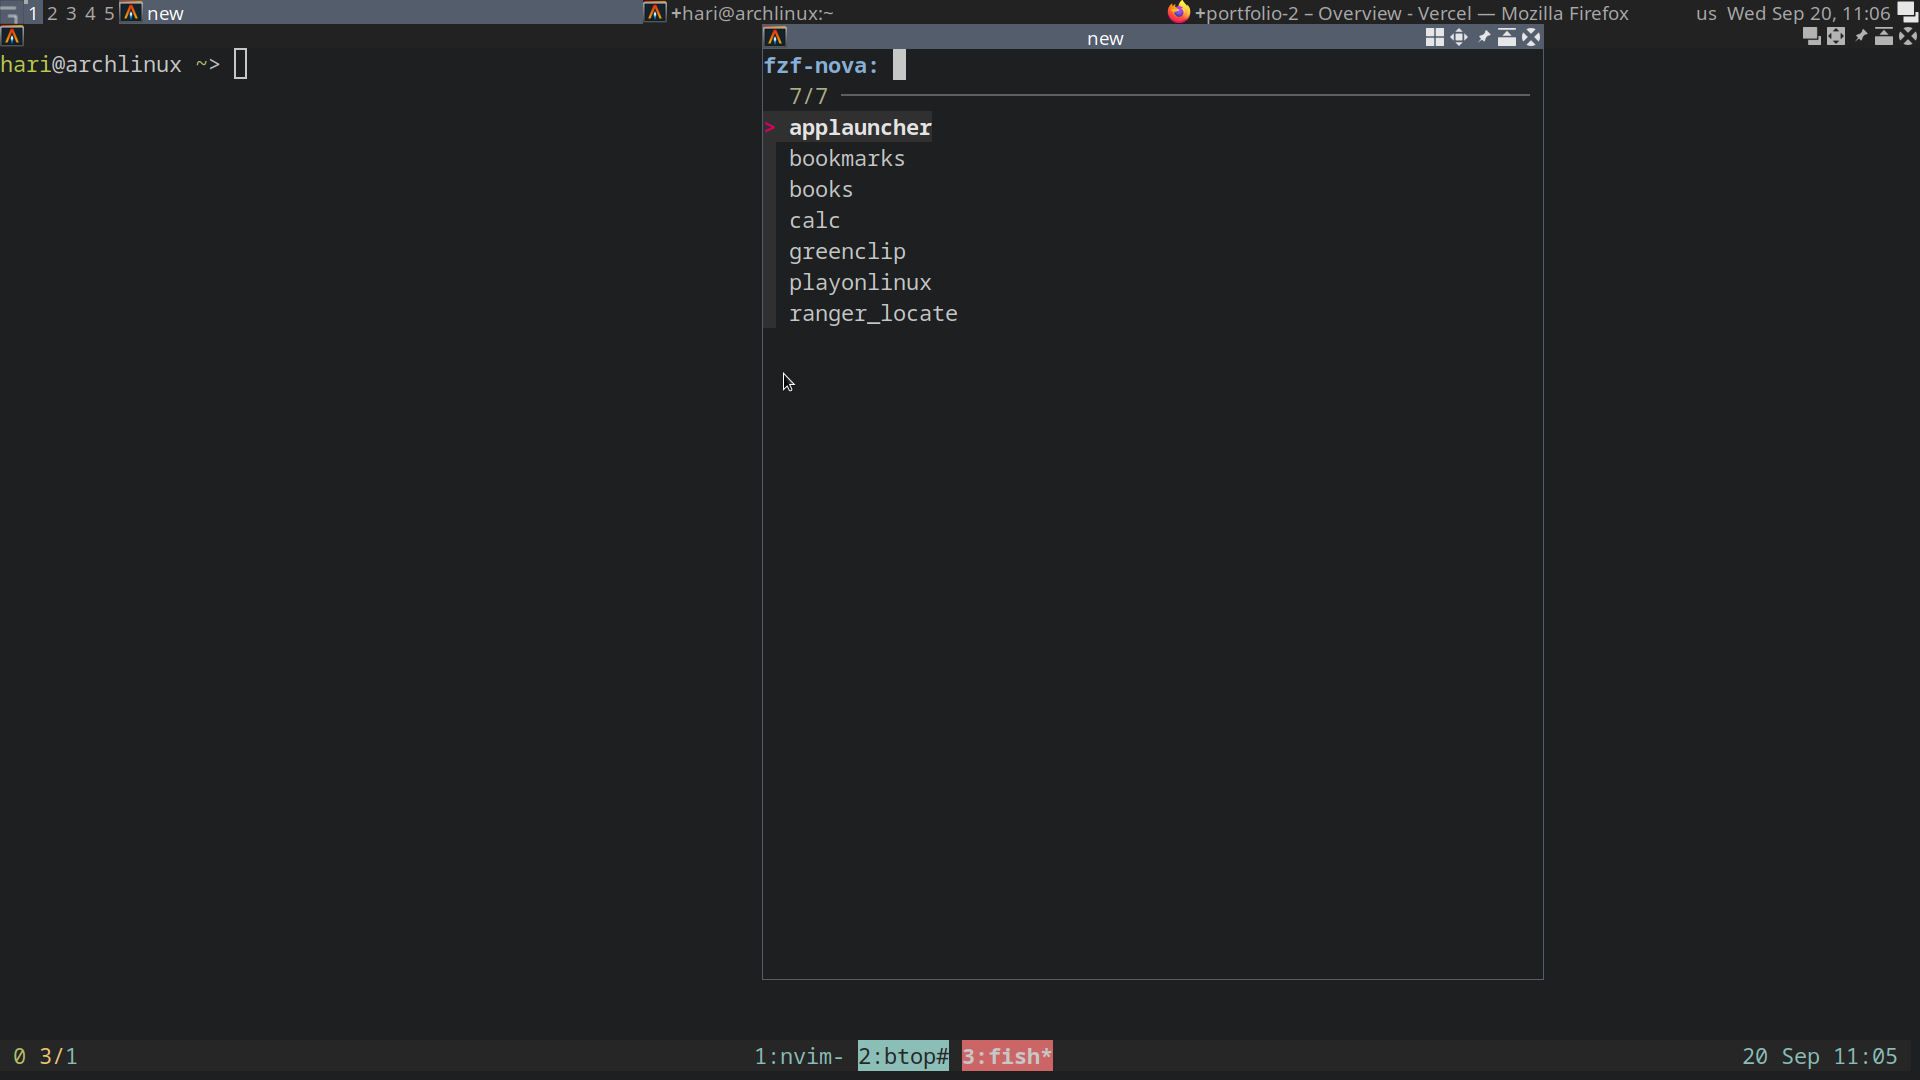 1 2 3 4 5 new +hari@archlinux:~ +portfolio-2 – Overview - Vercel — Mozilla Firefox us Wed Sep 20, 11:06
new
hari@archlinux ~>
fzf-nova:
7/7
> applauncher
bookmarks
books
calc
greenclip
playonlinux
ranger_locate
0 3/1 1:nvim- 2:btop# 3:fish* 20 Sep 11:05